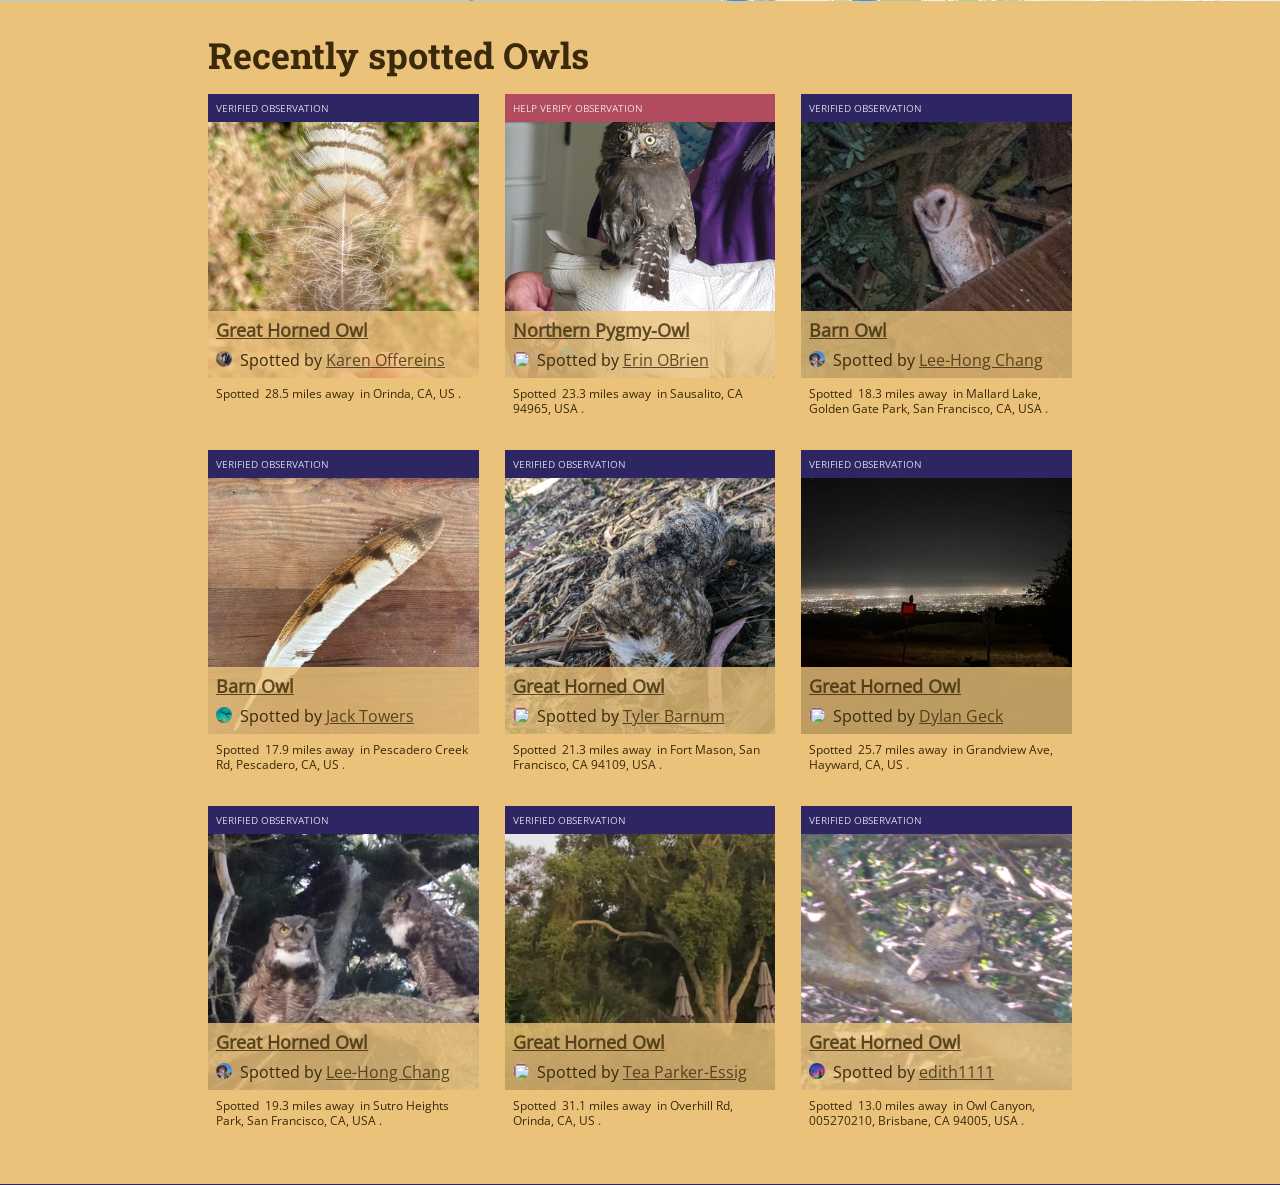 Recently spotted Owls
VERIFIED OBSERVATION
Great Horned Owl
Spotted by Karen Offereins
Spotted 28.5 miles away in Orinda, CA, US .
HELP VERIFY OBSERVATION
Northern Pygmy-Owl
Spotted by Erin OBrien
Spotted 23.3 miles away in Sausalito, CA
94965, USA .
VERIFIED OBSERVATION
Barn Owl
Spotted by Lee-Hong Chang
Spotted 18.3 miles away in Mallard Lake,
Golden Gate Park, San Francisco, CA, USA .
VERIFIED OBSERVATION
Barn Owl
Spotted by Jack Towers
Spotted 17.9 miles away in Pescadero Creek
Rd, Pescadero, CA, US .
VERIFIED OBSERVATION
Great Horned Owl
Spotted by Tyler Barnum
Spotted 21.3 miles away in Fort Mason, San
Francisco, CA 94109, USA .
VERIFIED OBSERVATION
Great Horned Owl
Spotted by Dylan Geck
Spotted 25.7 miles away in Grandview Ave,
Hayward, CA, US .
VERIFIED OBSERVATION
Great Horned Owl
Spotted by Lee-Hong Chang
Spotted 19.3 miles away in Sutro Heights
Park, San Francisco, CA, USA .
VERIFIED OBSERVATION
Great Horned Owl
Spotted by Tea Parker-Essig
Spotted 31.1 miles away in Overhill Rd,
Orinda, CA, US .
VERIFIED OBSERVATION
Great Horned Owl
Spotted by edith1111
Spotted 13.0 miles away in Owl Canyon,
005270210, Brisbane, CA 94005, USA .